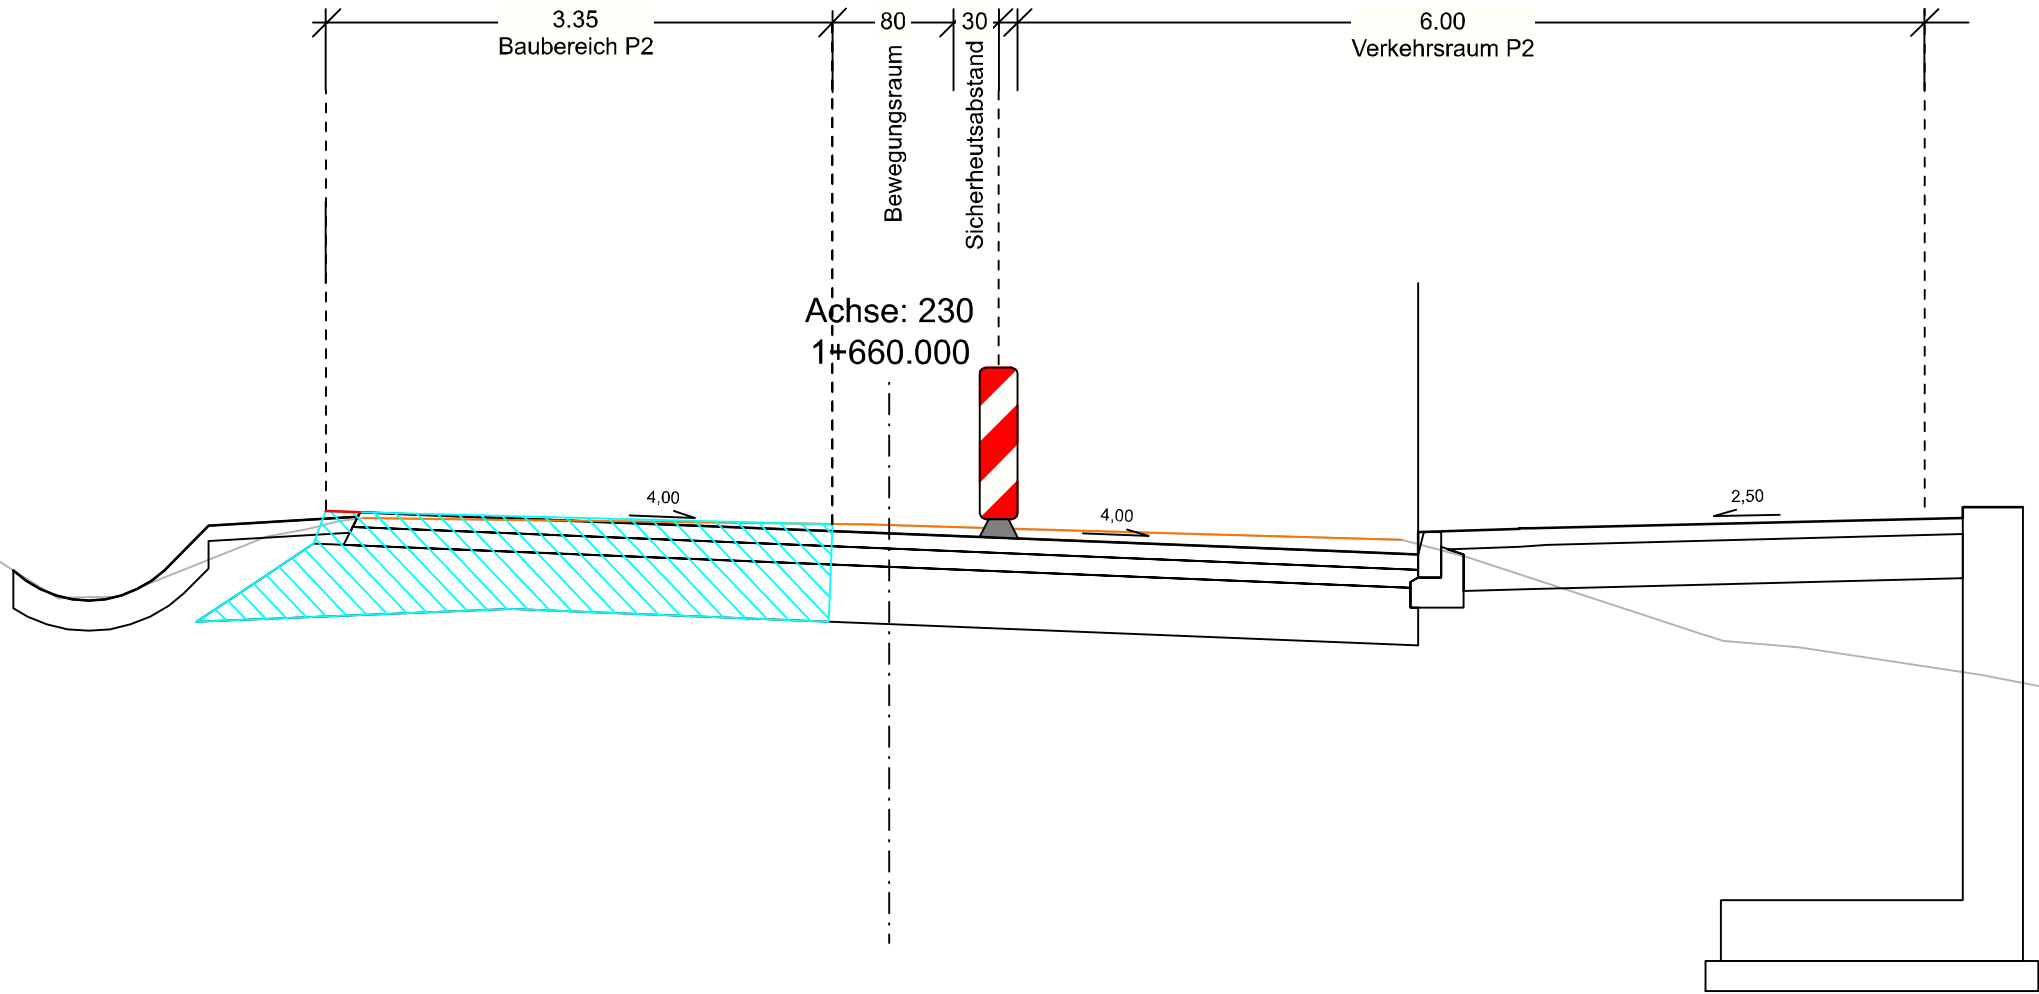 3.35
Baubereich P2
80
Bewegungsraum
30
Sicherheutsabstand
6.00
Verkehrsraum P2
Achse: 230
1+660.000
4,00
4,00
2,50